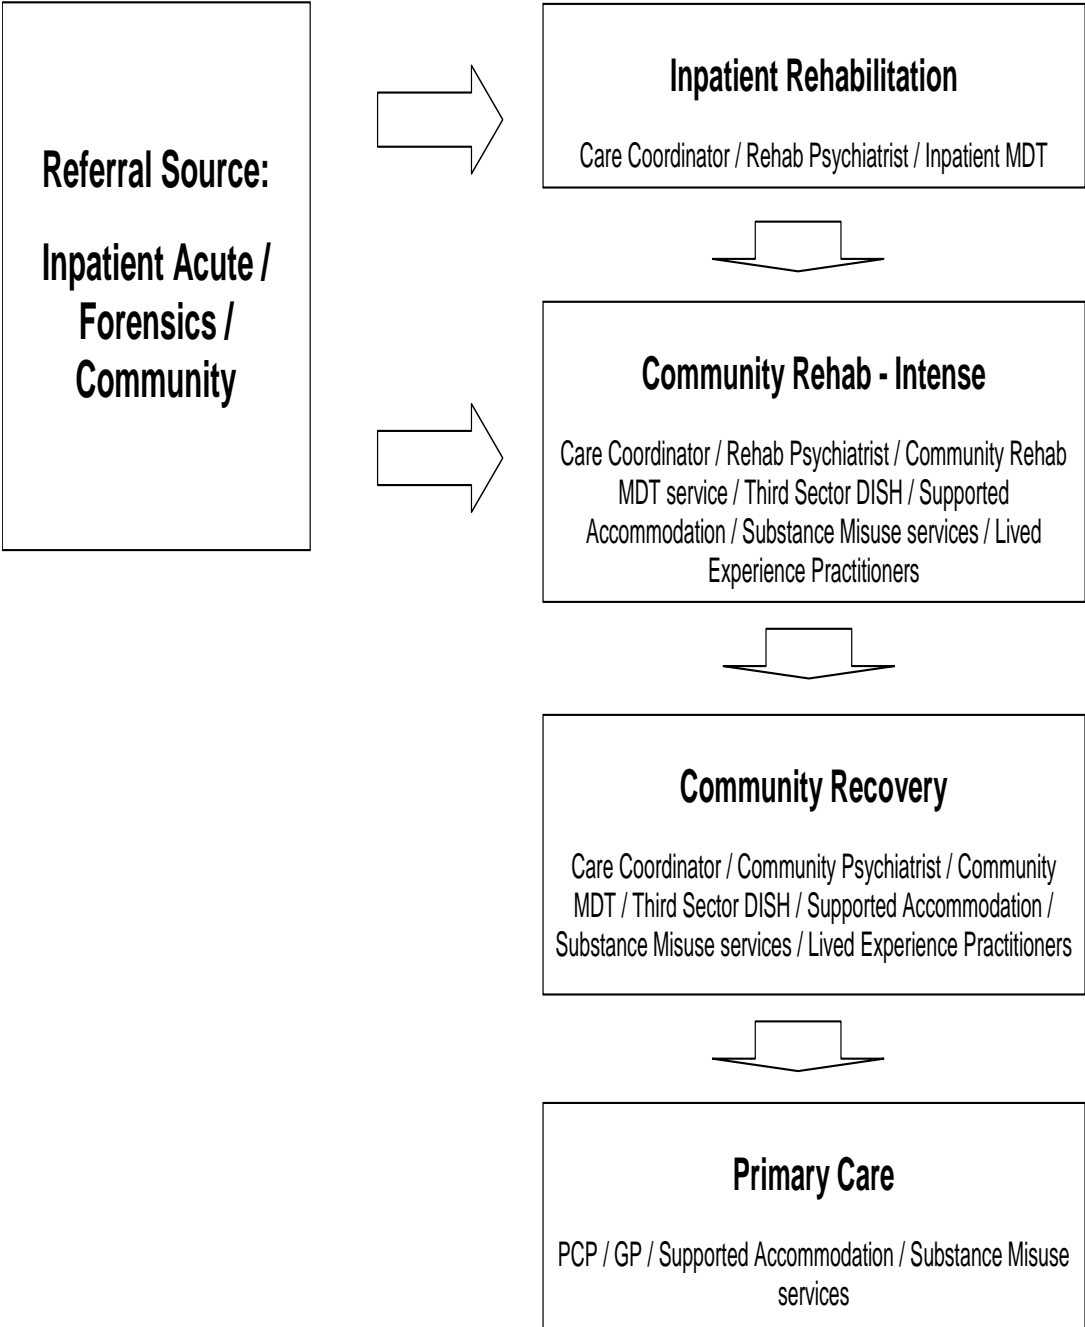 Referral Source:
Inpatient Acute /
Forensics /
Community
Inpatient Rehabilitation
Care Coordinator / Rehab Psychiatrist / Inpatient MDT
Community Rehab - Intense
Care Coordinator / Rehab Psychiatrist / Community Rehab
MDT service / Third Sector DISH / Supported
Accommodation / Substance Misuse services / Lived
Experience Practitioners
Community Recovery
Care Coordinator / Community Psychiatrist / Community
MDT / Third Sector DISH / Supported Accommodation /
Substance Misuse services / Lived Experience Practitioners
Primary Care
PCP / GP / Supported Accommodation / Substance Misuse
services